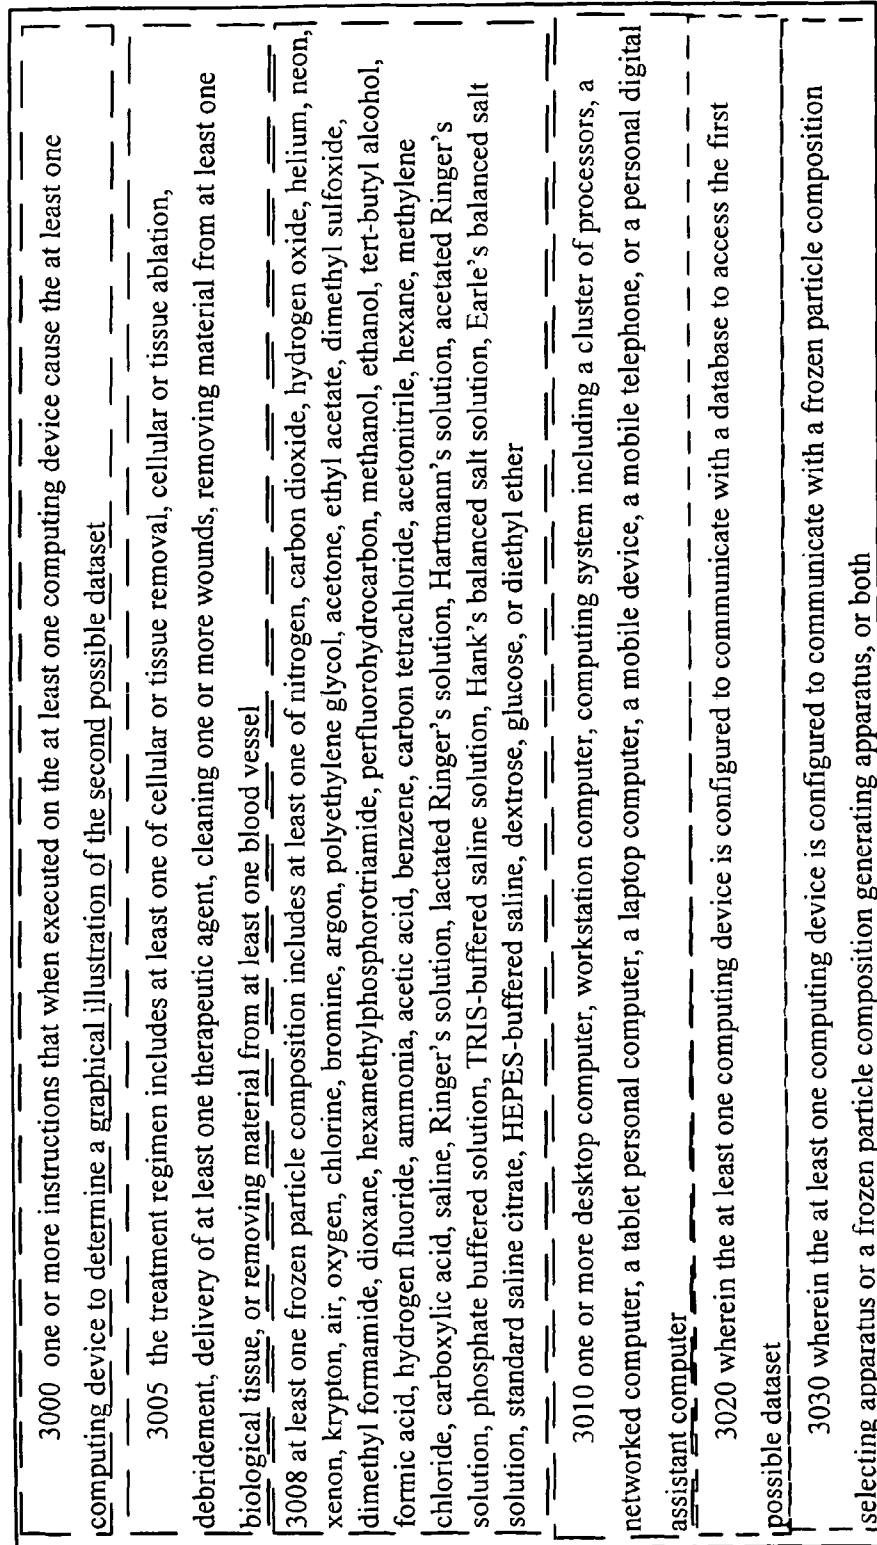 3000 one or more instructions that when executed on the at least one computing device cause the at least one
computing device to determine a graphical illustration of the second possible dataset
3005 the treatment regimen includes at least one of cellular or tissue removal, cellular or tissue ablation,
debridement, delivery of at least one therapeutic agent, cleaning one or more wounds, removing material from at least one
biological tissue, or removing material from at least one blood vessel
3008 at least one frozen particle composition includes at least one of nitrogen, carbon dioxide, hydrogen oxide, helium, neon,
xenon, krypton, air, oxygen, chlorine, bromine, argon, polyethylene glycol, acetone, ethyl acetate, dimethyl sulfoxide,
dimethyl formamide, dioxane, hexamethylphosphorotriamide, perfluorohydrocarbon, methanol, ethanol, tert-butyl alcohol,
formic acid, hydrogen fluoride, ammonia, acetic acid, benzene, carbon tetrachloride, acetonitrile, hexane, methylene
chloride, carboxylic acid, saline, Ringer's solution, lactated Ringer's solution, Hartmann's solution, acetated Ringer's
solution, phosphate buffered solution, TRIS-buffered saline solution, Hank's balanced salt solution, Earle's balanced salt
solution, standard saline citrate, HEPES-buffered saline, dextrose, glucose, or diethyl ether
3010 one or more desktop computer, workstation computer, computing system including a cluster of processors, a
networked computer, a tablet personal computer, a laptop computer, a mobile device, a mobile telephone, or a personal digital
assistant computer
3020 wherein the at least one computing device is configured to communicate with a database to access the first
possible dataset
3030 wherein the at least one computing device is configured to communicate with a frozen particle composition
selecting apparatus or a frozen particle composition generating apparatus, or both